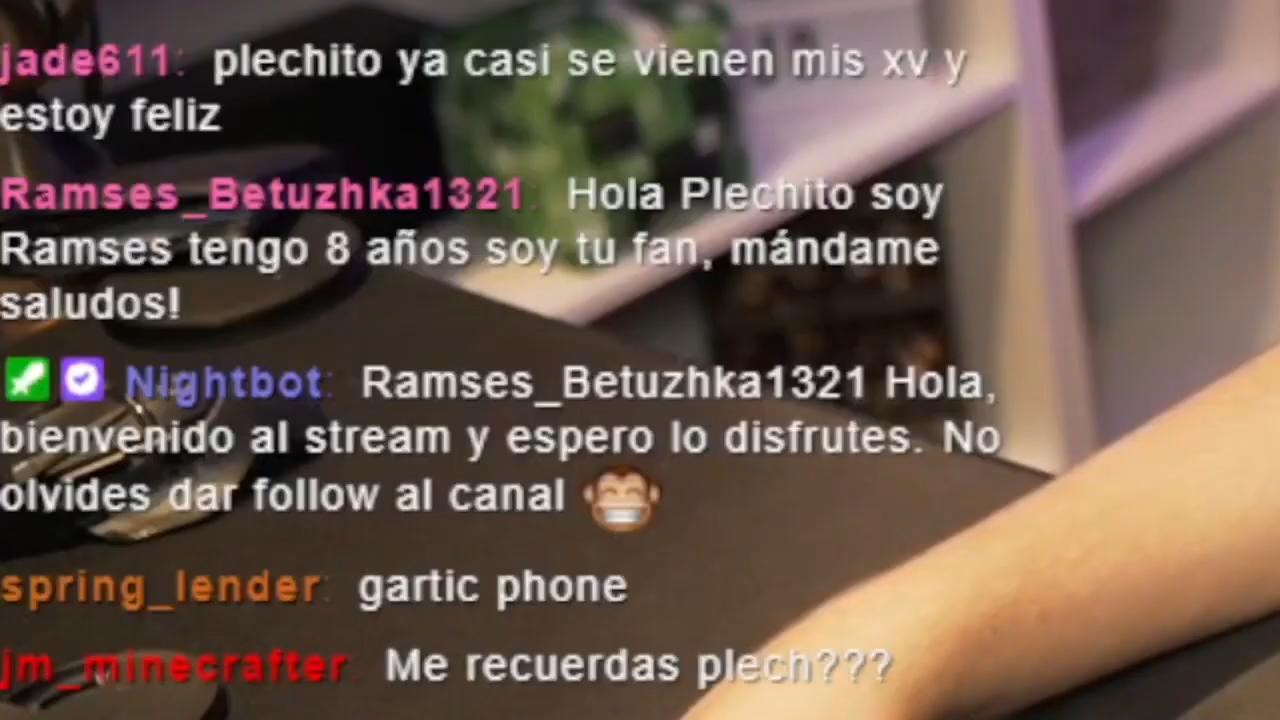 jade611: plechito ya casi se vienen mis xv y
estoy feliz
Ramses_Betuzhka1321: Hola Plechito soy
Ramses tengo 8 años soy tu fan, mándame
saludos!
Nightbot: Ramses_Betuzhka1321 Hola,
bienvenido al stream y espero lo disfrutes. No
olvides dar follow al canal
spring_lender: gartic phone
jm_minecrafter: Me recuerdas plech???